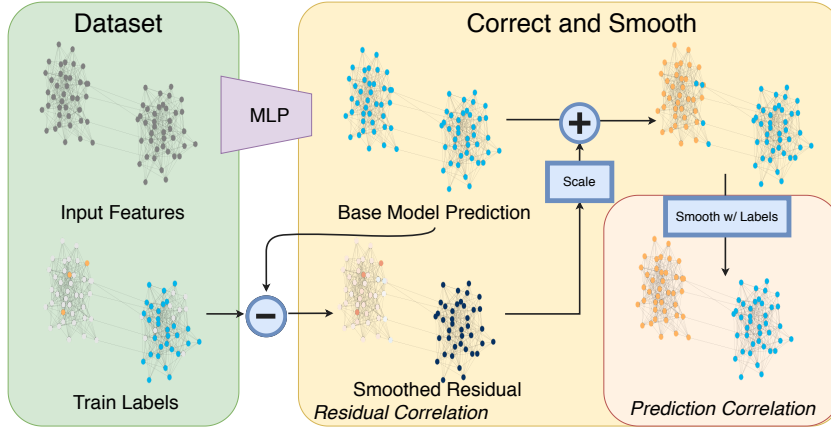 Dataset
Correct and Smooth
MLP
+
Scale
Input Features
Base Model Prediction
Smooth w/ Labels
−
Train Labels
Smoothed Residual
Residual Correlation
Prediction Correlation